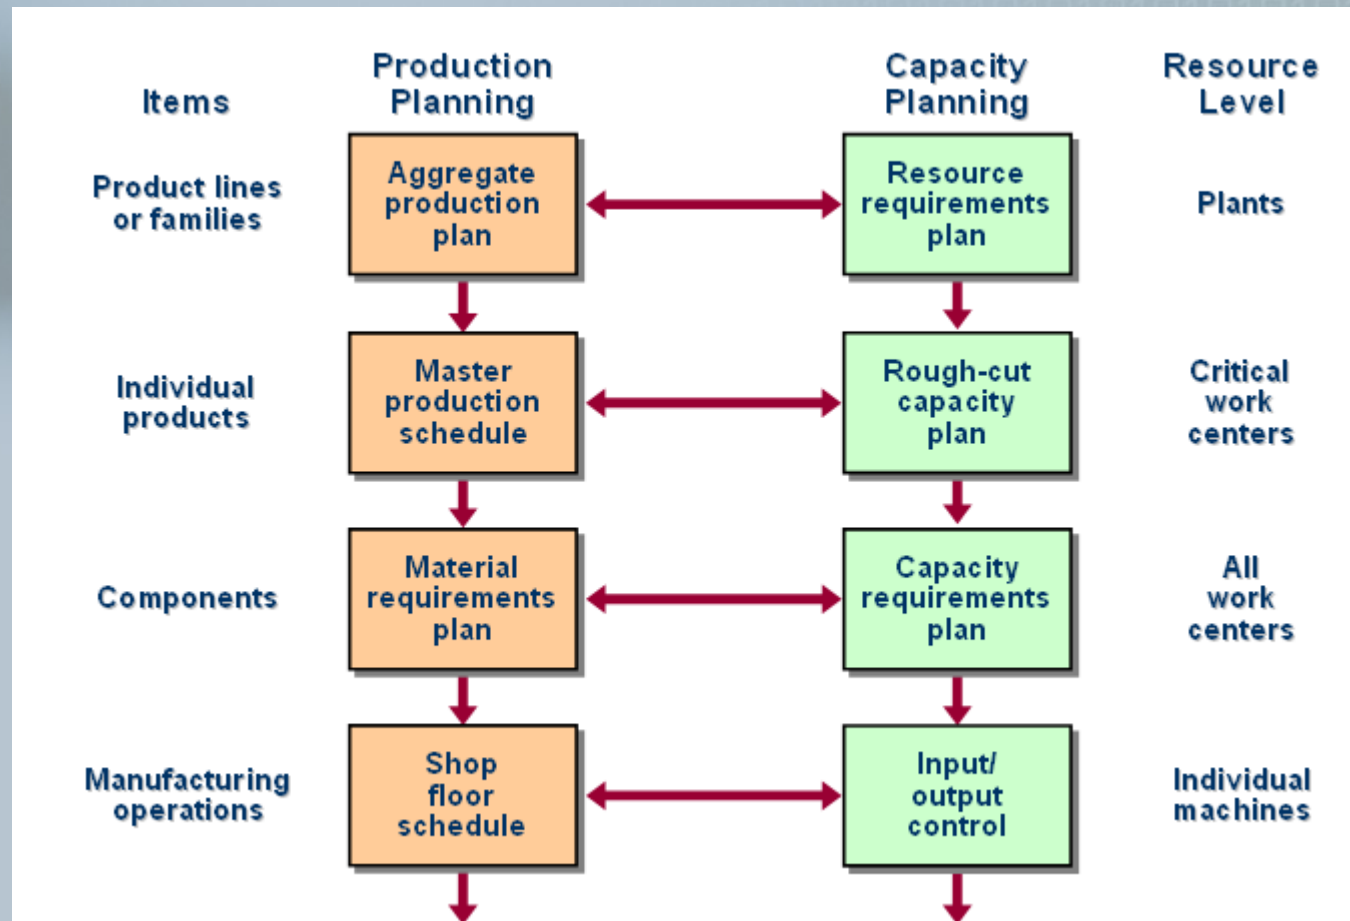 Items
Production
Planning
Capacity
Planning
Resource
Level
Product lines
or families
Aggregate
production
plan
Resource
requirements
plan
Plants
Individual
products
Master
production
schedule
Rough-cut
capacity
plan
Critical
work
centers
Components
Material
requirements
plan
Capacity
requirements
plan
All
work
centers
Manufacturing
operations
Shop
floor
schedule
Input/
output
control
Individual
machines